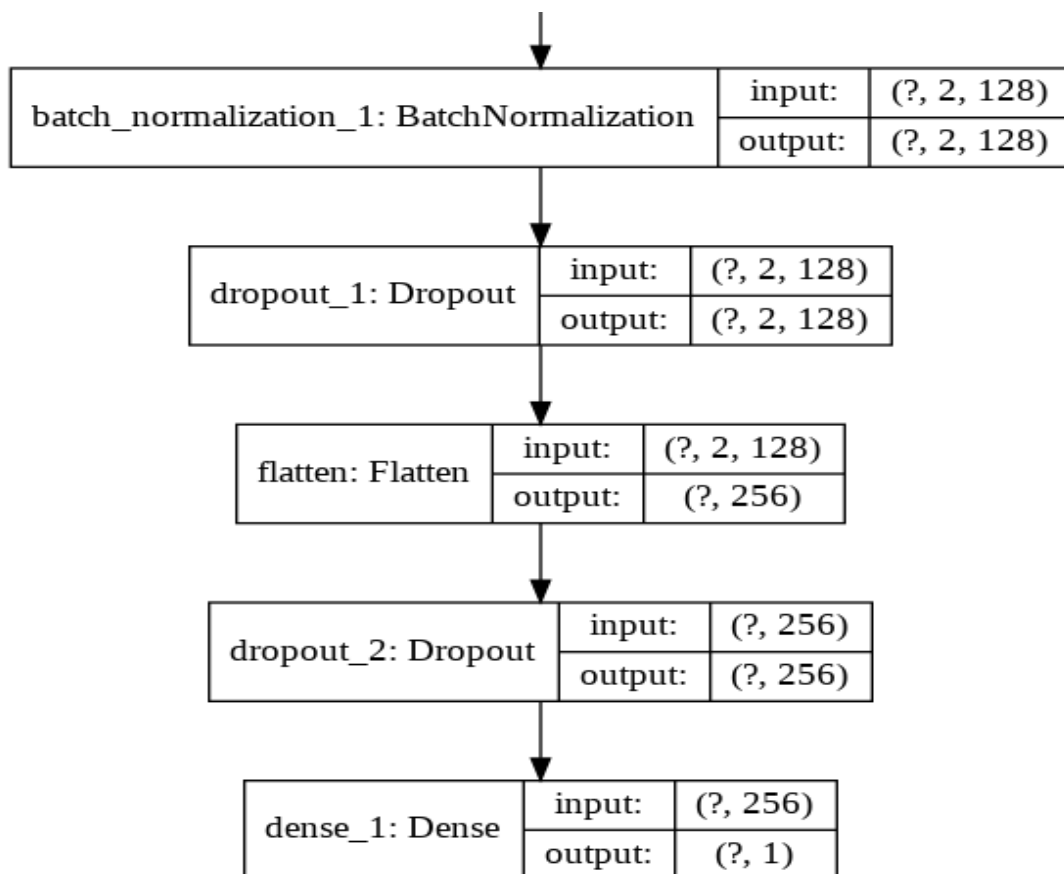 batch_normalization_1: BatchNormalization
input: (?, 2, 128)
output: (?, 2, 128)
dropout_1: Dropout
input: (?, 2, 128)
output: (?, 2, 128)
flatten: Flatten
input: (?, 2, 128)
output: (?, 256)
dropout_2: Dropout
input: (?, 256)
output: (?, 256)
dense_1: Dense
input: (?, 256)
output: (?, 1)